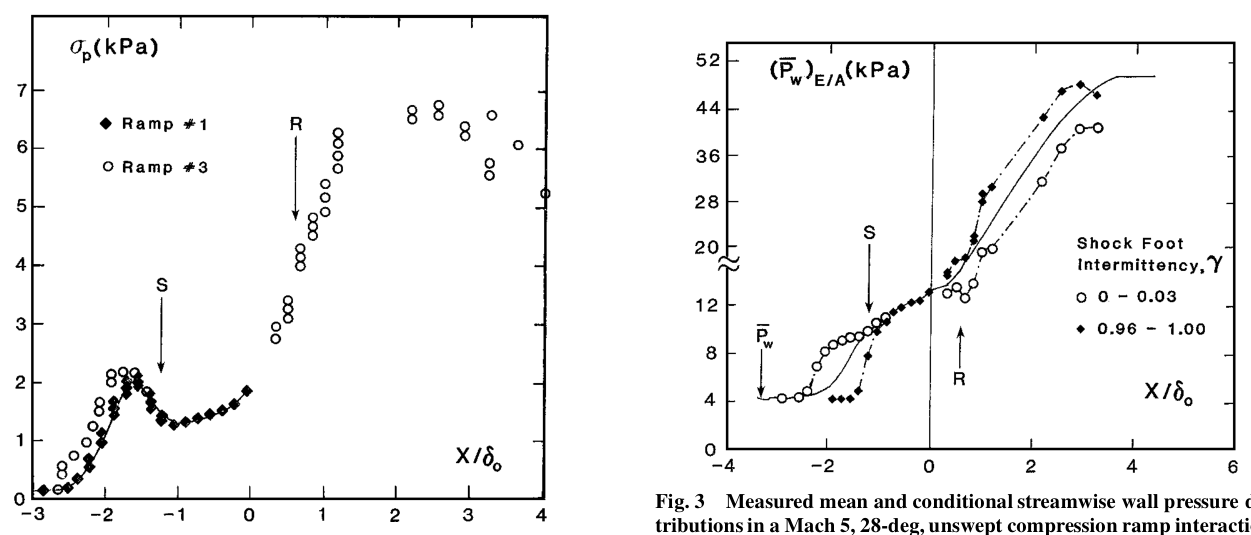 σp(kPa)
7
6
5
4
3
2
1
0
◆ Ramp #1
○ Ramp #3
R
S
X/δo
−3 −2 −1 0 1 2 3 4
(P̅w)E/A(kPa)
52
44
36
28
20
12
8
4
0
S
P̅w
R
Shock Foot
Intermittency, γ
○ 0 − 0.03
◆ 0.96 − 1.00
X/δo
−4 −2 0 2 4 6
Fig. 3 Measured mean and conditional streamwise wall pressure d
tributions in a Mach 5, 28-deg, unswept compression ramp interacti